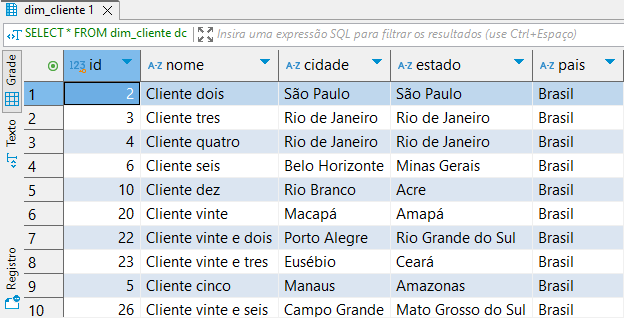 dim_cliente 1
SELECT * FROM dim_cliente dc Insira uma expressão SQL para filtrar os resultados (use Ctrl+Espaço)
Grade
Texto
Registro
123 id A-Z nome A-Z cidade A-Z estado A-Z pais
1 2 Cliente dois São Paulo São Paulo Brasil
2 3 Cliente tres Rio de Janeiro Rio de Janeiro Brasil
3 4 Cliente quatro Rio de Janeiro Rio de Janeiro Brasil
4 6 Cliente seis Belo Horizonte Minas Gerais Brasil
5 10 Cliente dez Rio Branco Acre Brasil
6 20 Cliente vinte Macapá Amapá Brasil
7 22 Cliente vinte e dois Porto Alegre Rio Grande do Sul Brasil
8 23 Cliente vinte e tres Eusébio Ceará Brasil
9 5 Cliente cinco Manaus Amazonas Brasil
10 26 Cliente vinte e seis Campo Grande Mato Grosso do Sul Brasil